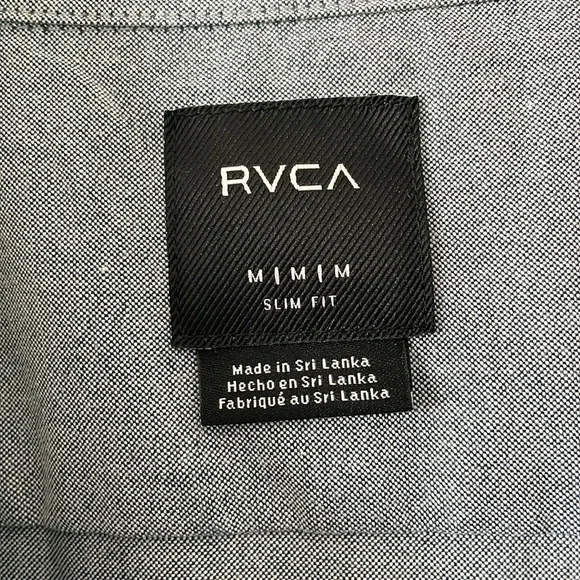 RVCA
M|M|M
SLIM FIT
Made in Sri Lanka
Hecho en Sri Lanka
Fabriqué au Sri Lanka